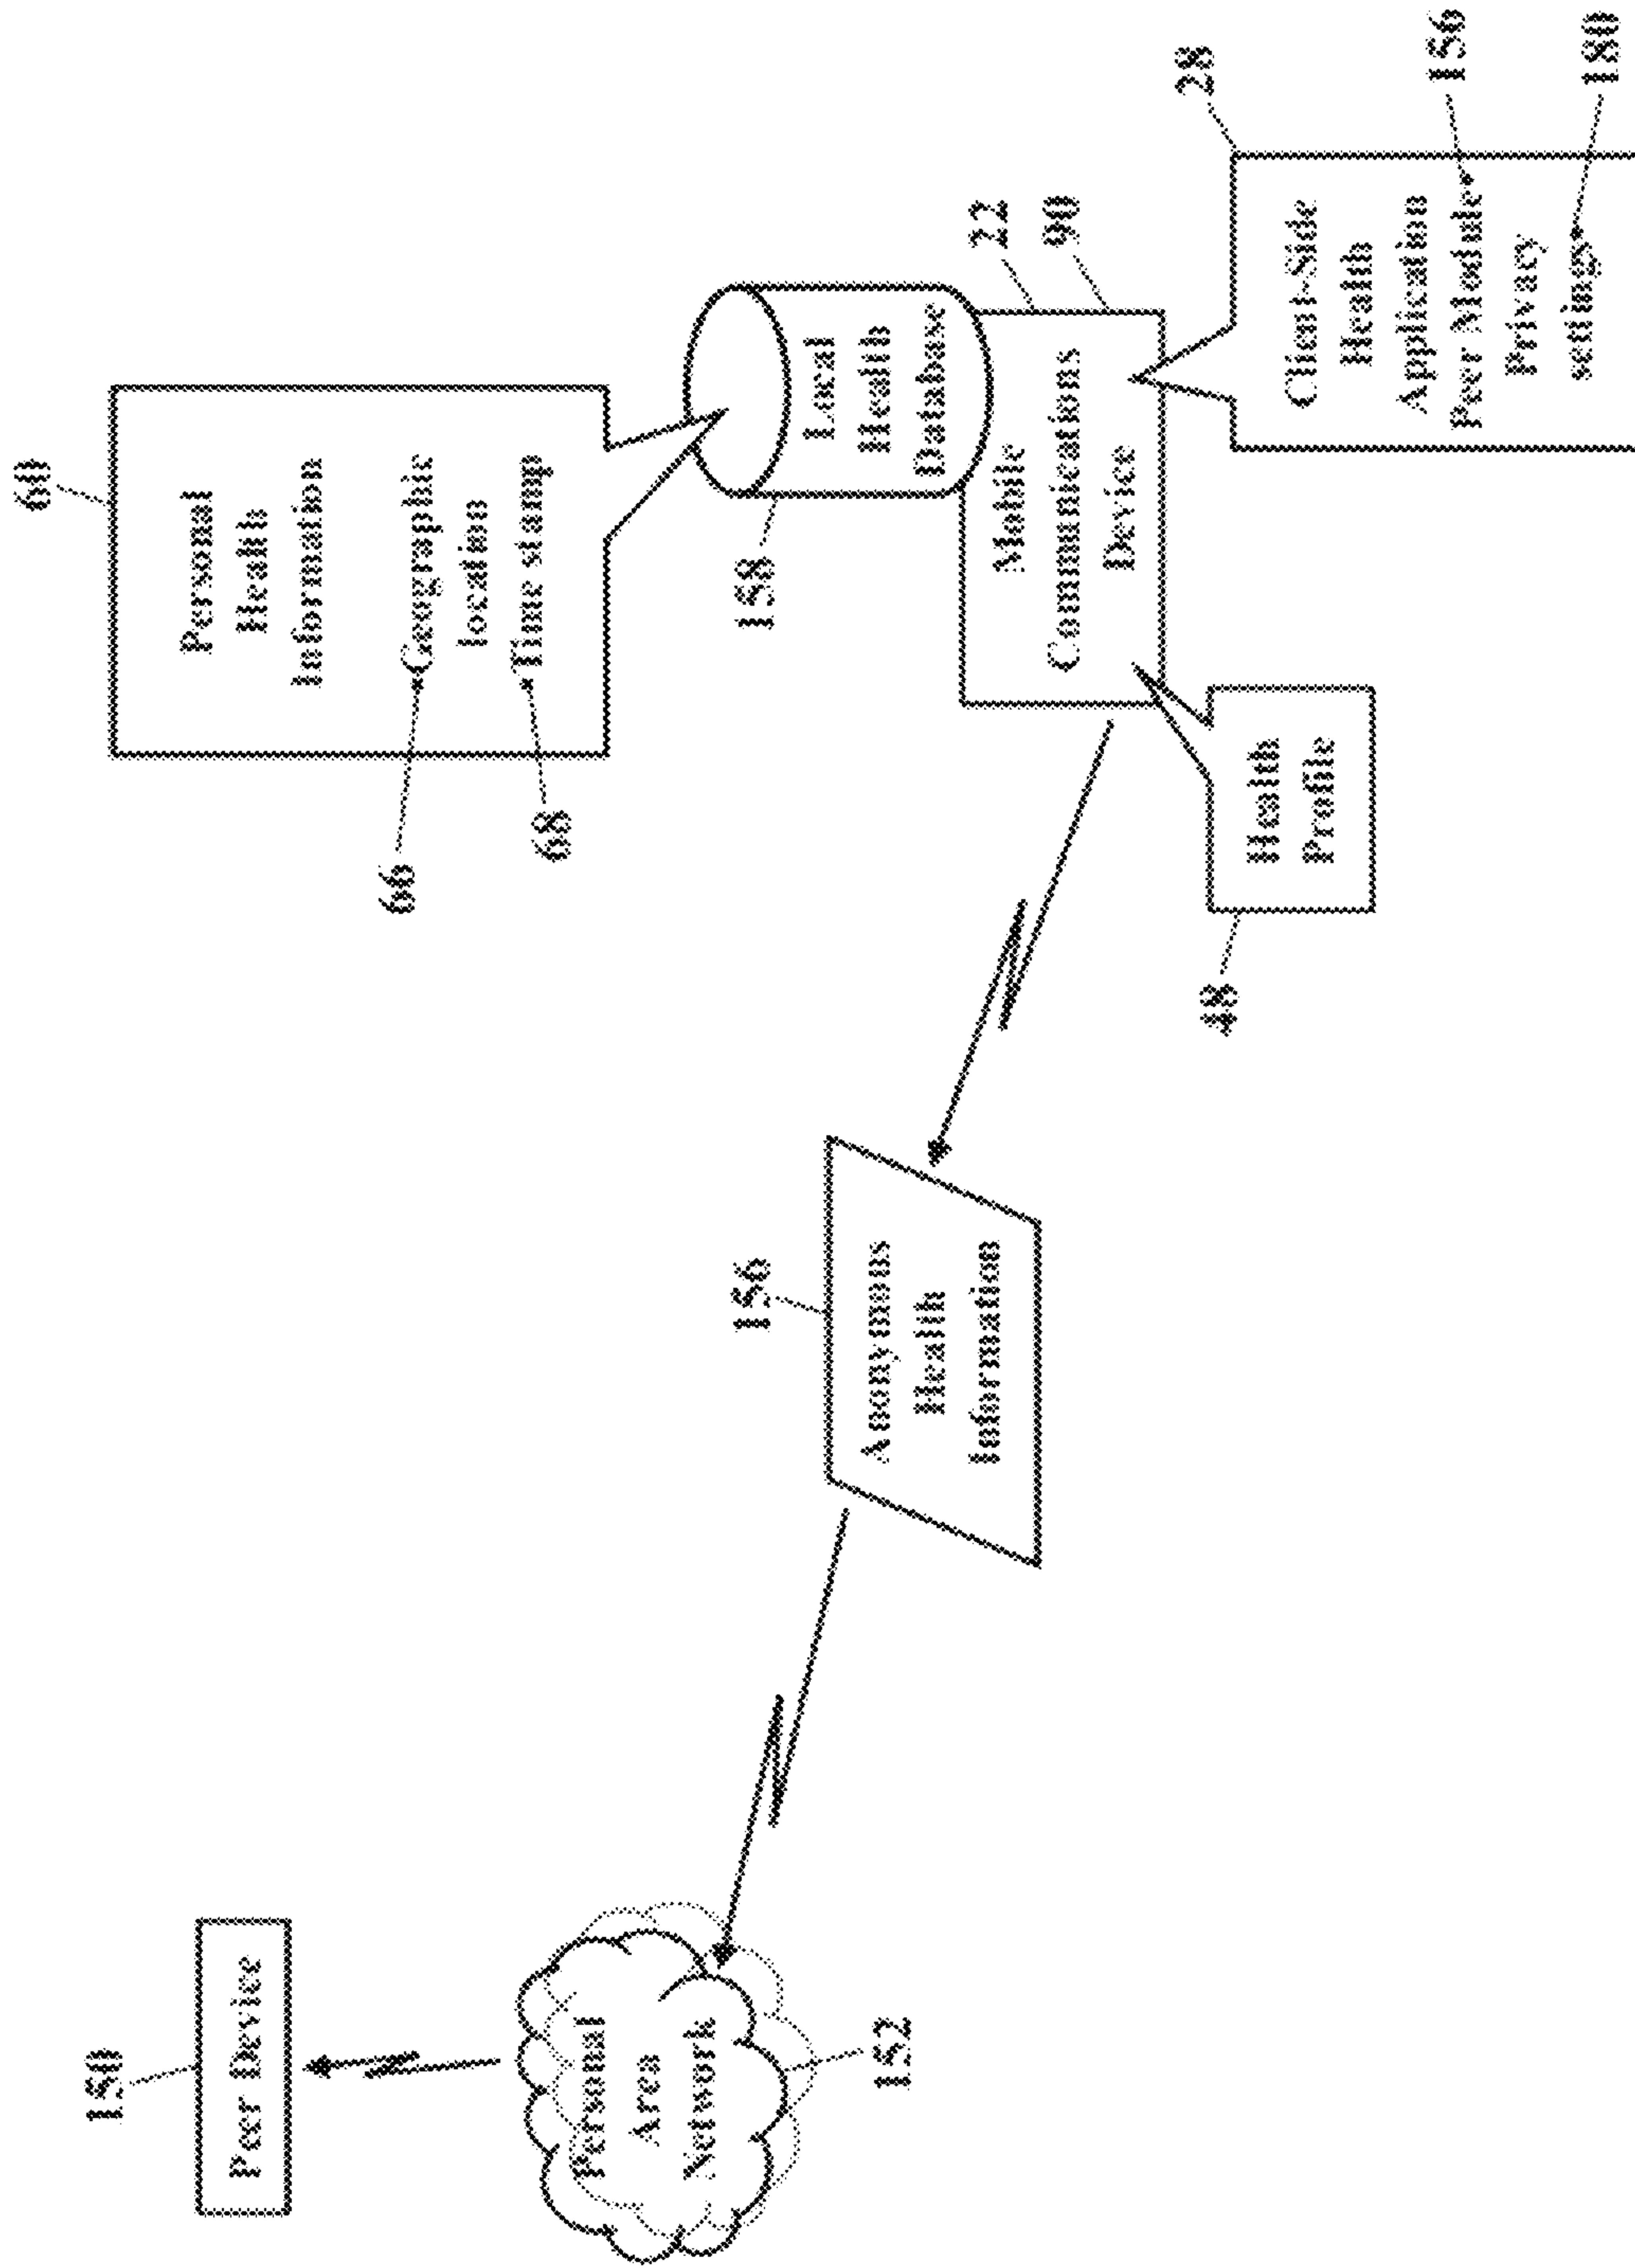 150
Peer Device
Personal
Area
Network
152
156
Anonymous
Health
Information
60
Personal
Health
Information
Geographic
location
Time stamp
66
68
158
Local
Health
Database
22
90
Mobile
Communications
Device
48
Health
Profile
28
Client-Side
Health
Application
Peer Module
Privacy
settings
156
180